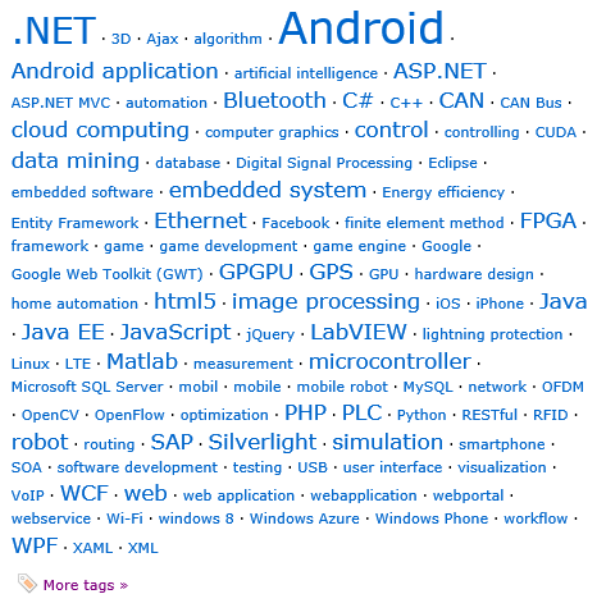 .NET · 3D · Ajax · algorithm · Android ·
Android application · artificial intelligence · ASP.NET ·
ASP.NET MVC · automation · Bluetooth · C# · C++ · CAN · CAN Bus ·
cloud computing · computer graphics · control · controlling · CUDA ·
data mining · database · Digital Signal Processing · Eclipse ·
embedded software · embedded system · Energy efficiency ·
Entity Framework · Ethernet · Facebook · finite element method · FPGA ·
framework · game · game development · game engine · Google ·
Google Web Toolkit (GWT) · GPGPU · GPS · GPU · hardware design ·
home automation · html5 · image processing · iOS · iPhone · Java
· Java EE · JavaScript · jQuery · LabVIEW · lightning protection ·
Linux · LTE · Matlab · measurement · microcontroller ·
Microsoft SQL Server · mobil · mobile · mobile robot · MySQL · network · OFDM
· OpenCV · OpenFlow · optimization · PHP · PLC · Python · RESTful · RFID ·
robot · routing · SAP · Silverlight · simulation · smartphone ·
SOA · software development · testing · USB · user interface · visualization ·
VoIP · WCF · web · web application · webapplication · webportal ·
webservice · Wi-Fi · windows 8 · Windows Azure · Windows Phone · workflow ·
WPF · XAML · XML
More tags »